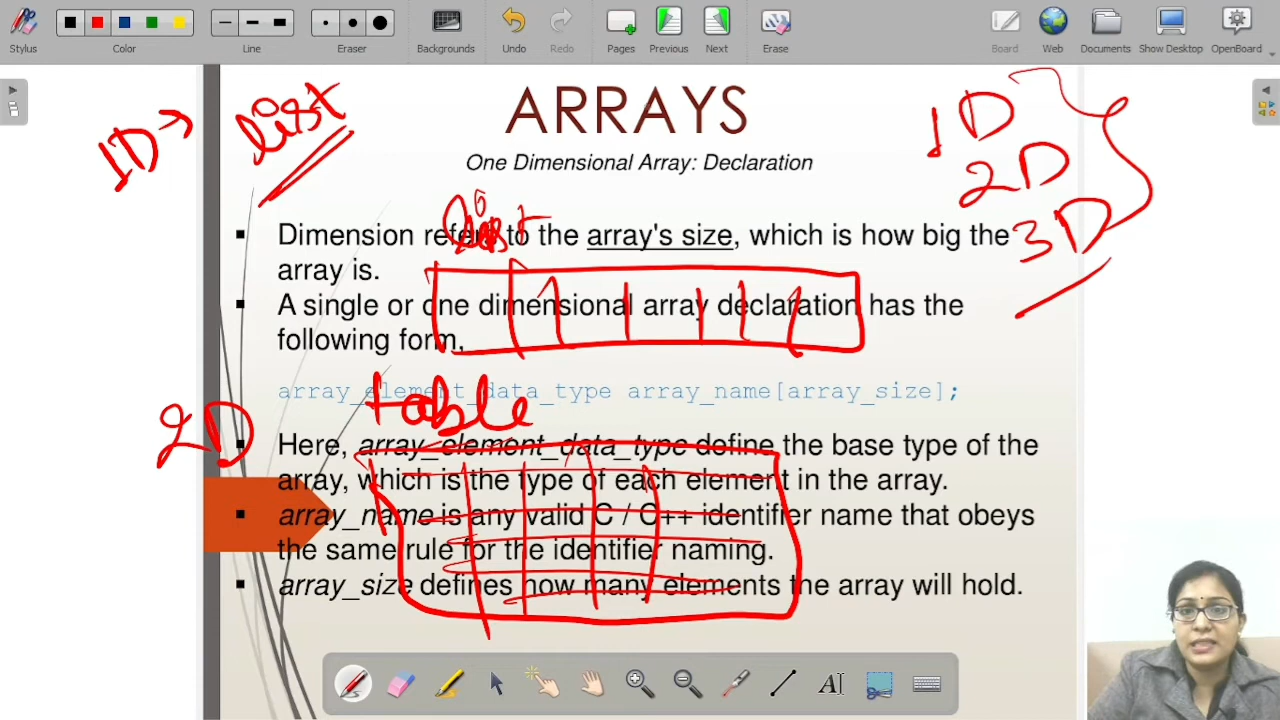 Stylus
Color
Line
Eraser
Backgrounds
Undo
Redo
Pages
Previous
Next
Erase
Board
Web
Documents
Show Desktop
OpenBoard
1D → list
ARRAYS
1D
2D
3D
One Dimensional Array: Declaration
list
Dimension refers to the array's size, which is how big the
array is.
A single or one dimensional array declaration has the
following form,
array_element_data_type array_name[array_size];
table
2D
Here, array_element_data_type define the base type of the
array, which is the type of each element in the array.
array_name is any valid C / C++ identifier name that obeys
the same rule for the identifier naming.
array_size defines how many elements the array will hold.